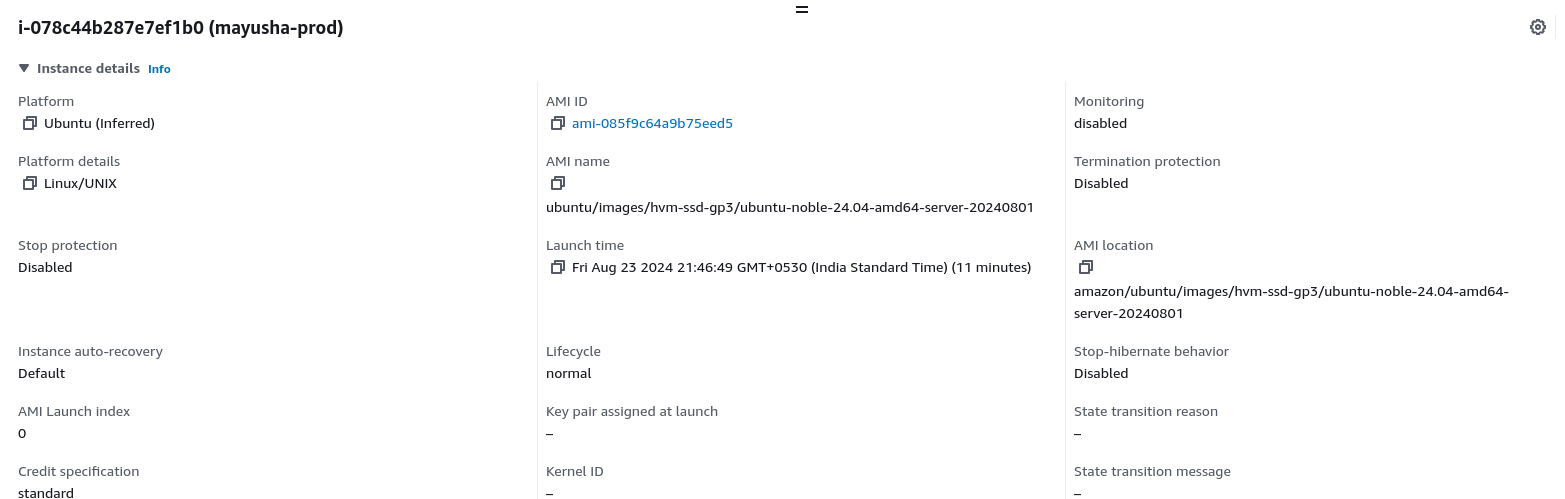 i-078c44b287e7ef1b0 (mayusha-prod)
Instance details Info
Platform
Ubuntu (Inferred)
AMI ID
ami-085f9c64a9b75eed5
Monitoring
disabled
Platform details
Linux/UNIX
AMI name
ubuntu/images/hvm-ssd-gp3/ubuntu-noble-24.04-amd64-server-20240801
Termination protection
Disabled
Stop protection
Disabled
Launch time
Fri Aug 23 2024 21:46:49 GMT+0530 (India Standard Time) (11 minutes)
AMI location
amazon/ubuntu/images/hvm-ssd-gp3/ubuntu-noble-24.04-amd64-
server-20240801
Instance auto-recovery
Default
Lifecycle
normal
Stop-hibernate behavior
Disabled
AMI Launch index
0
Key pair assigned at launch
–
State transition reason
–
Credit specification
standard
Kernel ID
–
State transition message
–